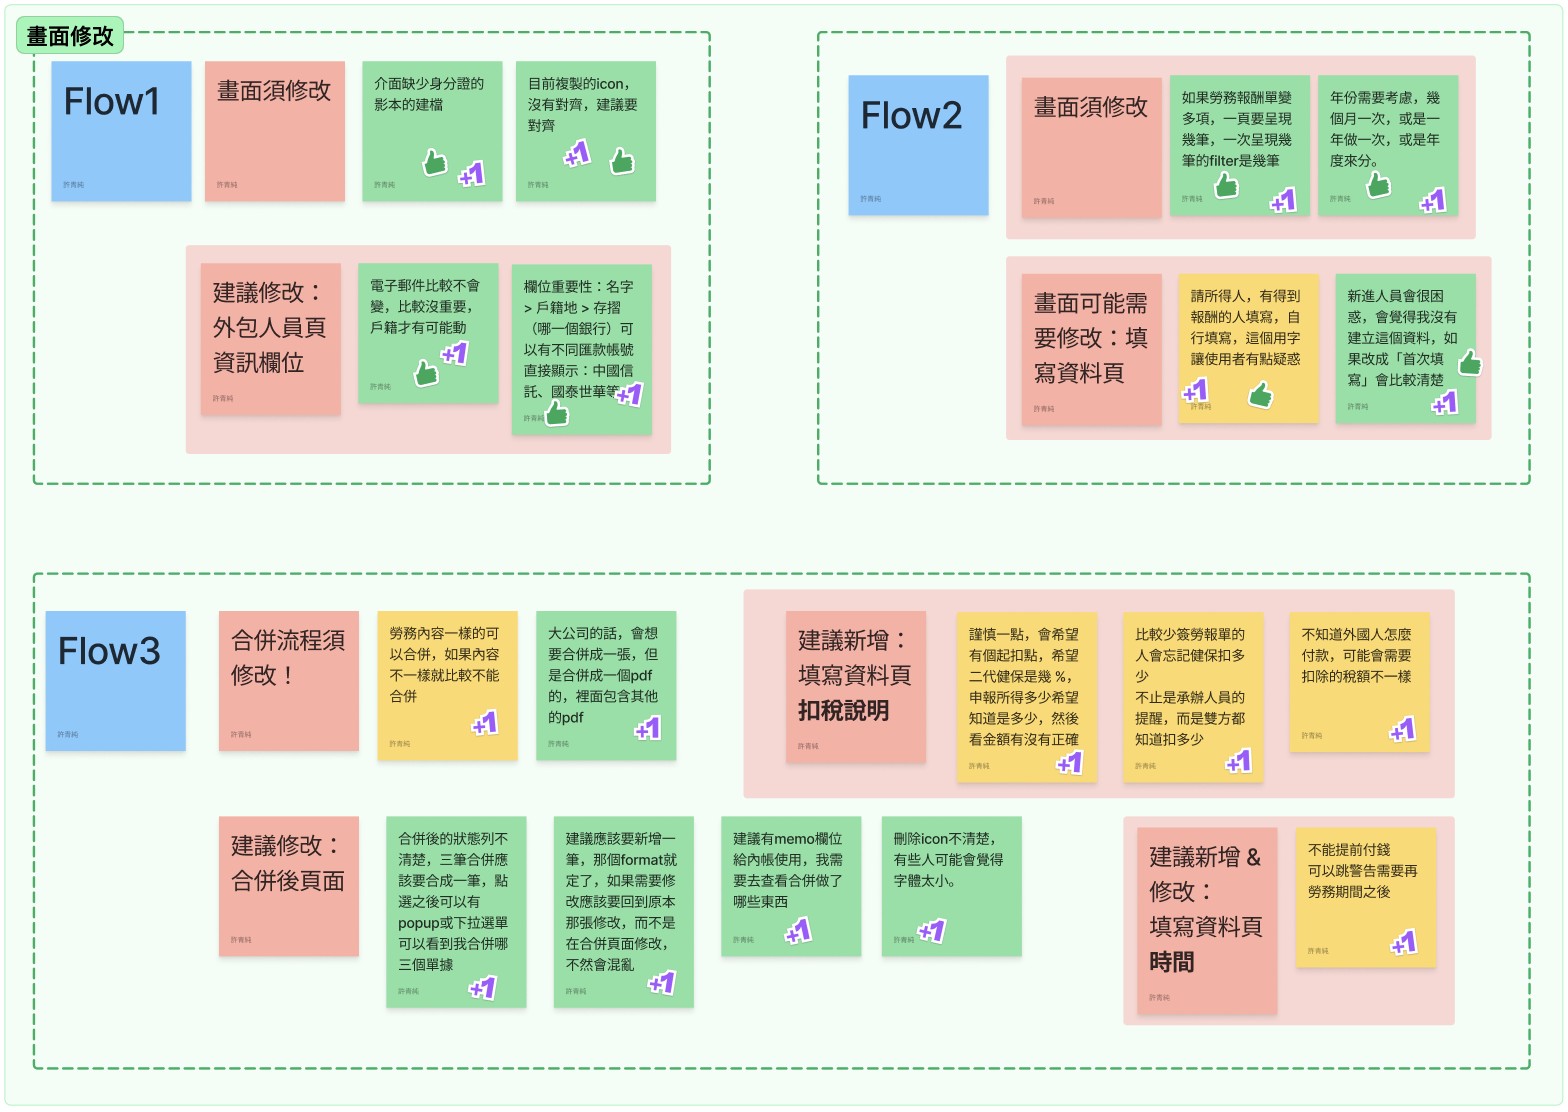 畫面修改
Flow1
許青純
畫面須修改
許青純
介面缺少身分證的
影本的建檔
許青純
+1
目前複製的icon，
沒有對齊，建議要
對齊
許青純
+1
建議修改：
外包人員頁
資訊欄位
許青純
電子郵件比較不會
變，比較沒重要，
戶籍才有可能動
許青純
+1
欄位重要性：名字
> 戶籍地 > 存摺
（哪一個銀行）可
以有不同匯款帳號
直接顯示：中國信
託、國泰世華等
許青純
+1
Flow2
許青純
畫面須修改
許青純
如果勞務報酬單變
多項，一頁要呈現
幾筆，一次呈現幾
筆的filter是幾筆
許青純
+1
年份需要考慮，幾
個月一次，或是一
年做一次，或是年
度來分。
許青純
+1
畫面可能需
要修改：填
寫資料頁
許青純
請所得人，有得到
報酬的人填寫，自
行填寫，這個用字
讓使用者有點疑惑
許青純
+1
新進人員會很困
惑，會覺得我沒有
建立這個資料，如
果改成「首次填
寫」會比較清楚
許青純
+1
Flow3
許青純
合併流程須
修改！
許青純
勞務內容一樣的可
以合併，如果內容
不一樣就比較不能
合併
許青純
+1
大公司的話，會想
要合併成一張，但
是合併成一個pdf
的，裡面包含其他
的pdf
許青純
+1
建議新增：
填寫資料頁
扣稅說明
許青純
謹慎一點，會希望
有個起扣點，希望
二代健保是幾 %，
申報所得多少希望
知道是多少，然後
看金額有沒有正確
許青純
+1
比較少簽勞報單的
人會忘記健保扣多
少
不止是承辦人員的
提醒，而是雙方都
知道扣多少
許青純
+1
不知道外國人怎麼
付款，可能會需要
扣除的稅額不一樣
許青純
+1
建議修改：
合併後頁面
許青純
合併後的狀態列不
清楚，三筆合併應
該要合成一筆，點
選之後可以有
popup或下拉選單
可以看到我合併哪
三個單據
許青純
+1
建議應該要新增一
筆，那個format就
定了，如果需要修
改應該要回到原本
那張修改，而不是
在合併頁面修改，
不然會混亂
許青純
+1
建議有memo欄位
給內帳使用，我需
要去查看合併做了
哪些東西
許青純
+1
刪除icon不清楚，
有些人可能會覺得
字體太小。
許青純
+1
建議新增 &
修改：
填寫資料頁
時間
許青純
不能提前付錢
可以跳警告需要再
勞務期間之後
許青純
+1